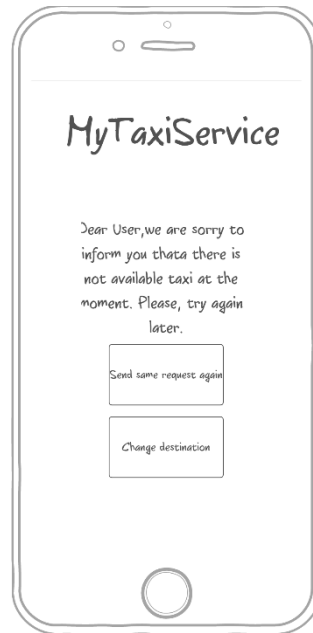 MyTaxiService
Dear User,we are sorry to
inform you thata there is
not available taxi at the
moment. Please, try again
later.
Send same request again
Change destination